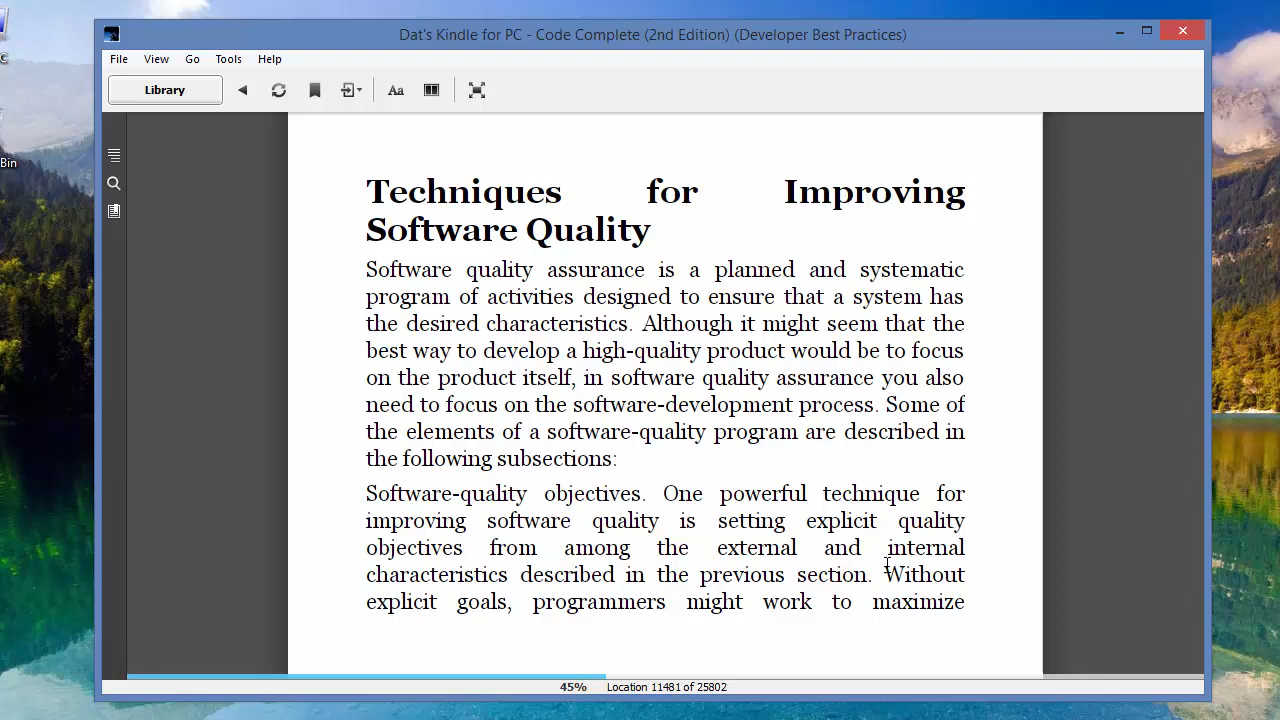 Dat's Kindle for PC - Code Complete (2nd Edition) (Developer Best Practices)
File View Go Tools Help
Library Aa
C
Bin
Techniques for Improving
Software Quality
Software quality assurance is a planned and systematic
program of activities designed to ensure that a system has
the desired characteristics. Although it might seem that the
best way to develop a high-quality product would be to focus
on the product itself, in software quality assurance you also
need to focus on the software-development process. Some of
the elements of a software-quality program are described in
the following subsections:
Software-quality objectives. One powerful technique for
improving software quality is setting explicit quality
objectives from among the external and internal
characteristics described in the previous section. Without
explicit goals, programmers might work to maximize
45% Location 11481 of 25802